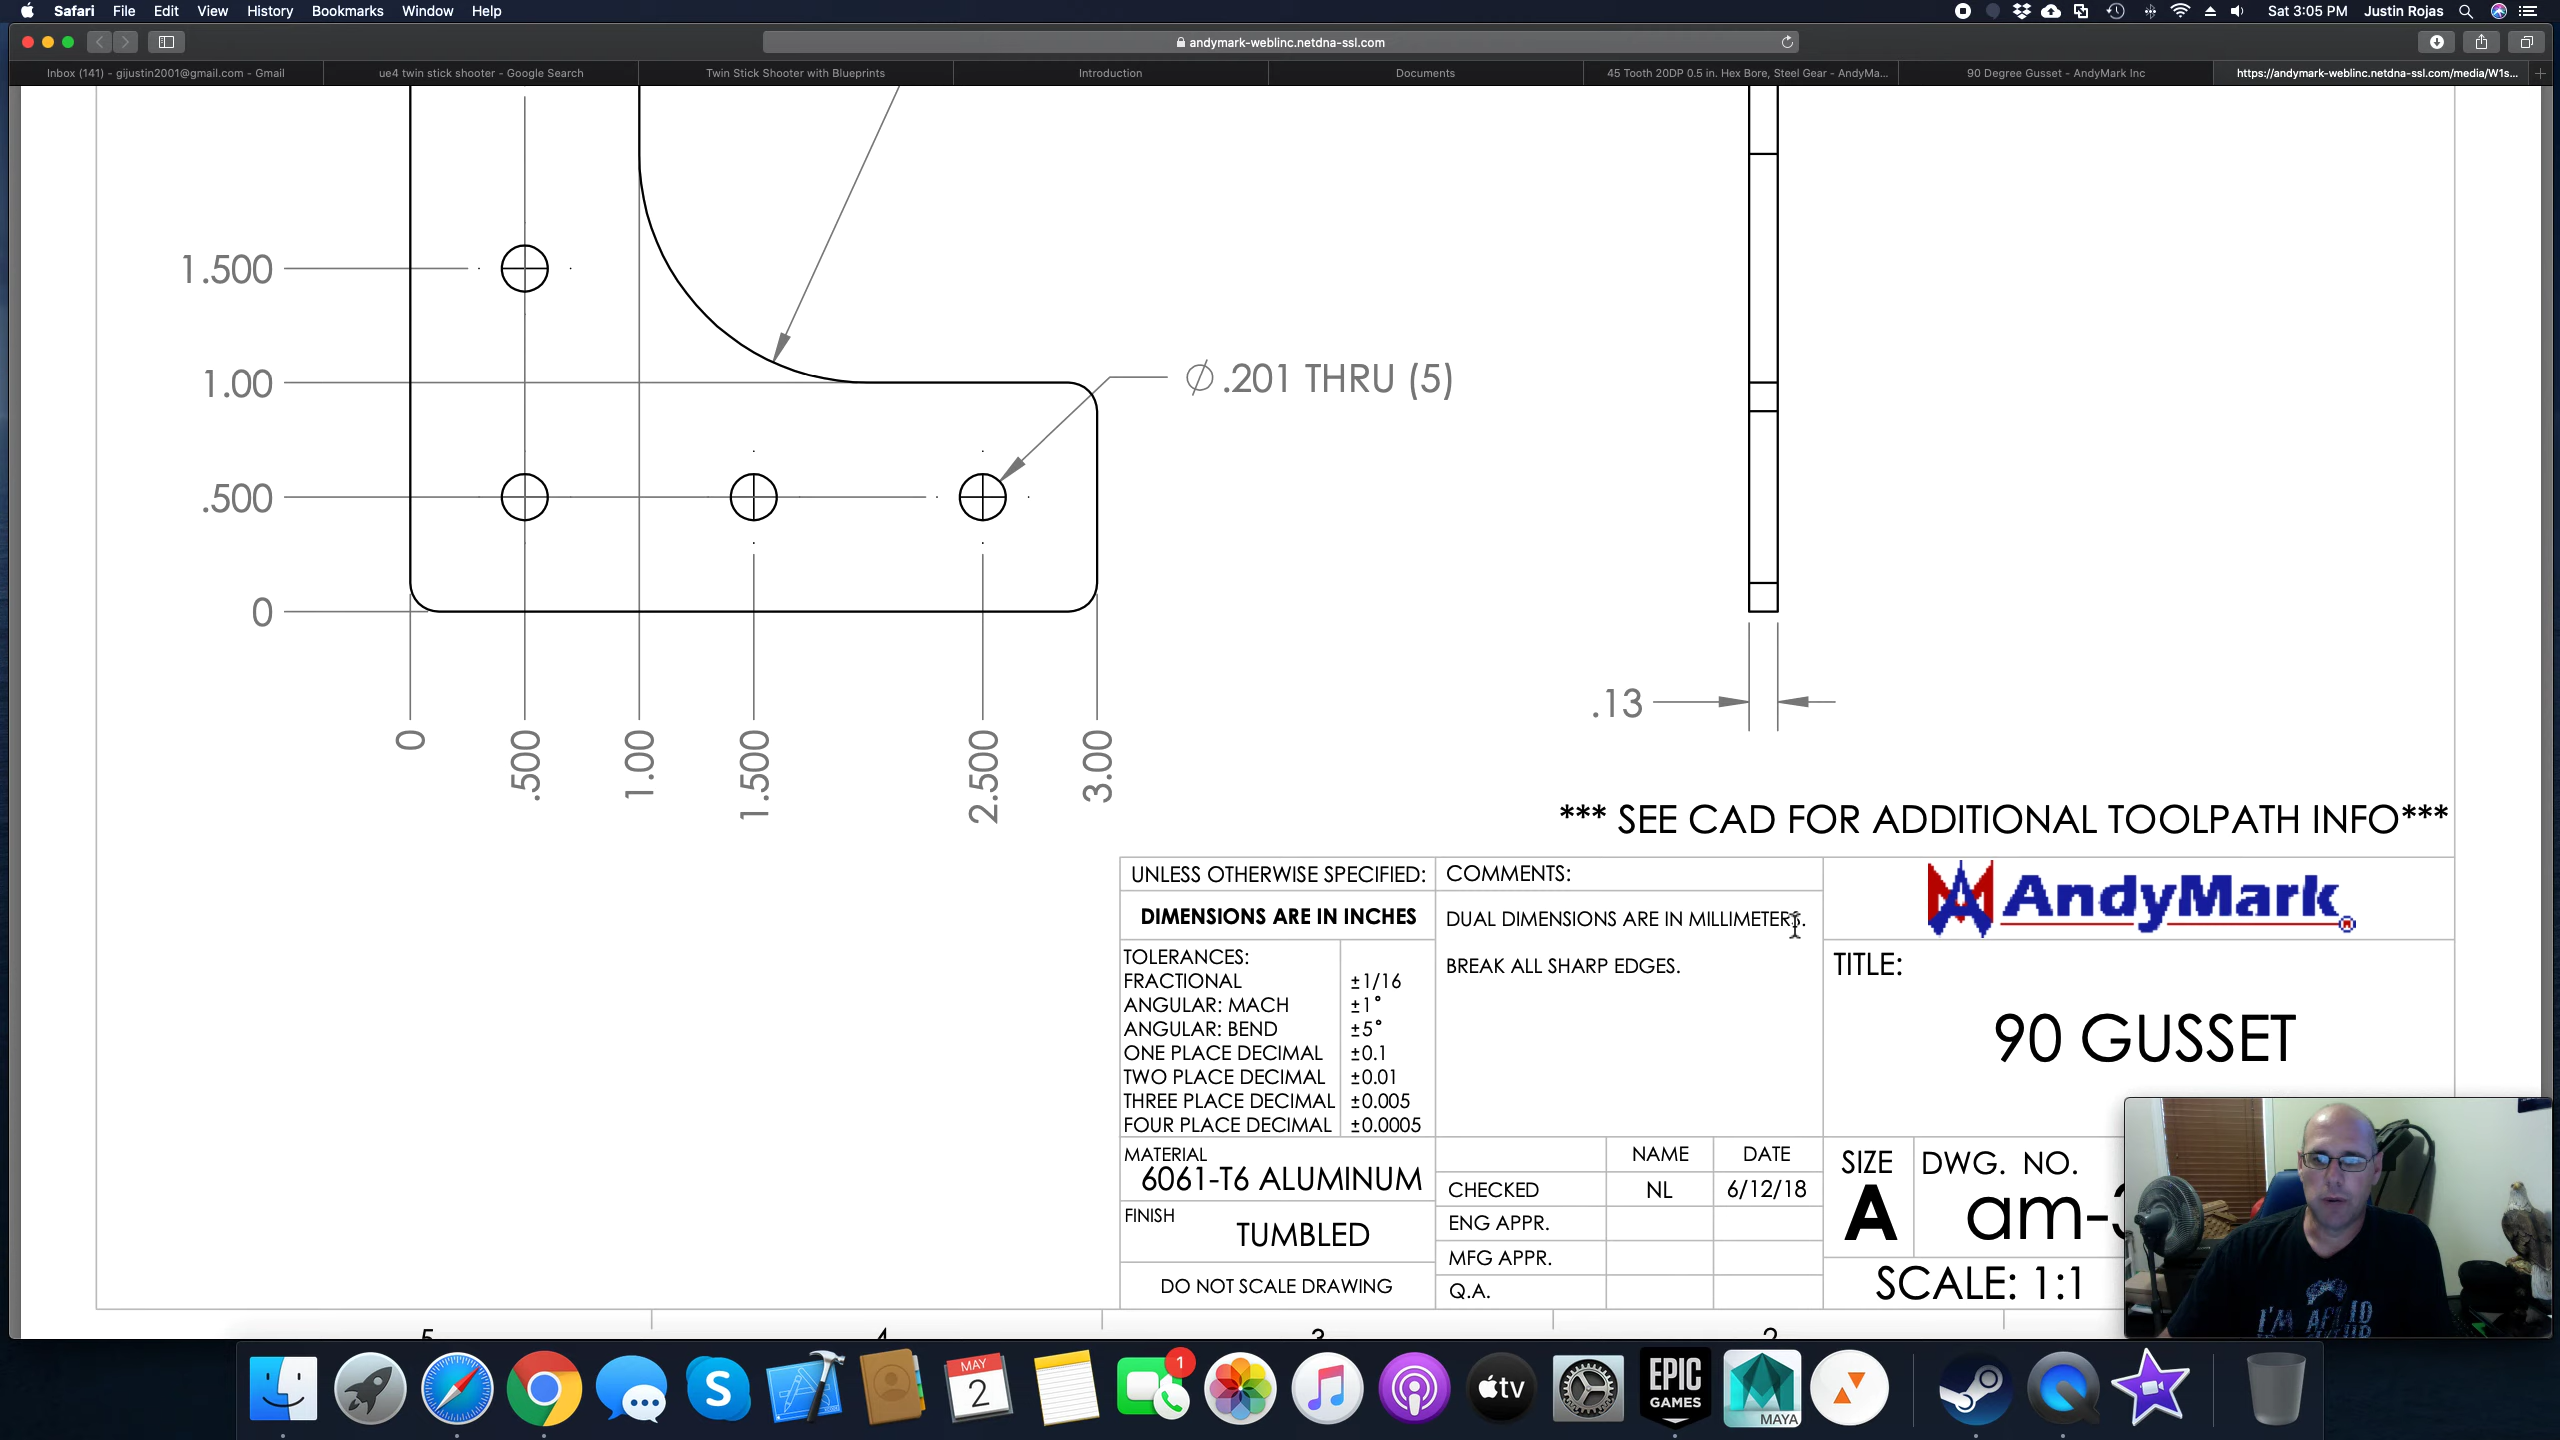 Safari File Edit View History Bookmarks Window Help
Sat 3:05 PM Justin Rojas
andymark-weblinc.netdna-ssl.com
Inbox (141) - gijustin2001@gmail.com - Gmail
ue4 twin stick shooter - Google Search
Twin Stick Shooter with Blueprints
Introduction
Documents
45 Tooth 20DP 0.5 in. Hex Bore, Steel Gear - AndyMa...
90 Degree Gusset - AndyMark Inc
https://andymark-weblinc.netdna-ssl.com/media/W1s...
1.500
1.00
∅.201 THRU (5)
.500
0
.13
0
.500
1.00
1.500
2.500
3.00
*** SEE CAD FOR ADDITIONAL TOOLPATH INFO***
UNLESS OTHERWISE SPECIFIED:
DIMENSIONS ARE IN INCHES
TOLERANCES:
FRACTIONAL ±1/16
ANGULAR: MACH ±1°
ANGULAR: BEND ±5°
ONE PLACE DECIMAL ±0.1
TWO PLACE DECIMAL ±0.01
THREE PLACE DECIMAL ±0.005
FOUR PLACE DECIMAL ±0.0005
MATERIAL
6061-T6 ALUMINUM
FINISH
TUMBLED
DO NOT SCALE DRAWING
COMMENTS:
DUAL DIMENSIONS ARE IN MILLIMETERS.
BREAK ALL SHARP EDGES.
NAME DATE
CHECKED NL 6/12/18
ENG APPR.
MFG APPR.
Q.A.
AndyMark®
TITLE:
90 GUSSET
SIZE
A
DWG. NO.
am-3
SCALE: 1:1
I'M AFRAID
5 4 3 2
MAY
2
1
tv
EPIC
GAMES
MAYA